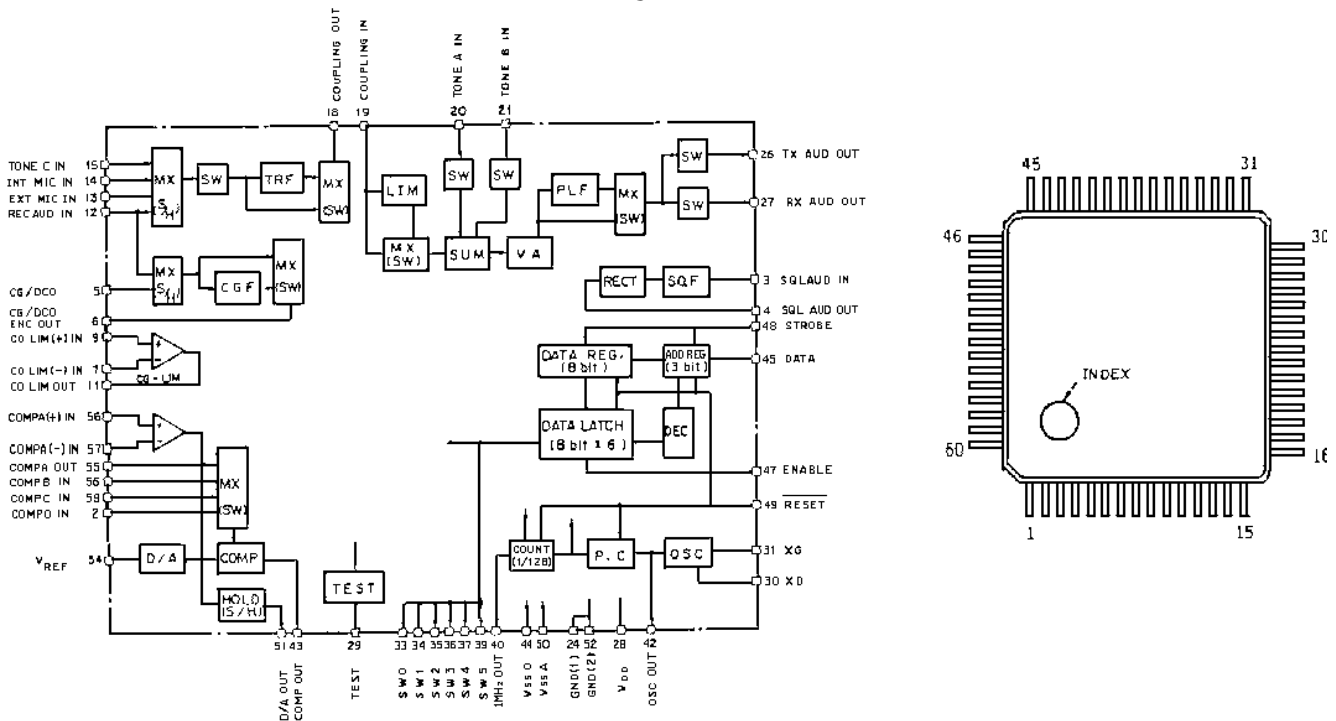 COUPLING OUT
COUPLING IN
TONE A IN
TONE B IN
18 19 20 21
TONE C IN 15
INT MIC IN 14
EXT MIC IN 13
REC AUD IN 12
MX
SW
TRF
MX
(SW)
LIM
MX
(SW)
SW
SW
SUM
VA
PLF
MX
(SW)
SW
SW
26 TX AUD OUT
27 RX AUD OUT
CG/DCO 5
CG/DCO
ENC OUT 6
MX
CGF
MX
(SW)
RECT
SQF
3 SQLAUD IN
4 SQL AUD OUT
CO LIM(+) IN 9
CO LIM(-) IN 7
CO LIM OUT 11
+
-
CG-LIM
48 STROBE
45 DATA
DATA REG.
(8 bit)
ADD REG
(3 bit)
DATA LATCH
(8 bit x 6)
DEC
47 ENABLE
49 RESET
COMPA(+) IN 56
COMPA(-) IN 57
COMPA OUT 55
COMPB IN 56
COMPC IN 59
COMPO IN 2
+
-
MX
(SW)
VREF 54
D/A
COMP
HOLD
(S/H)
TEST
COUNT
(1/128)
P.C
OSC
31 XG
30 XD
51 43 29 33 34 35 36 37 39 40 44 50 24 52 28 42
D/A OUT
COMP OUT
TEST
SW0
SW1
SW2
SW3
SW4
SW5
1MHz OUT
VSSD
VSSA
GND(1)
GND(2)
VDD
OSC OUT
45 31
46 30
INDEX
60 16
1 15